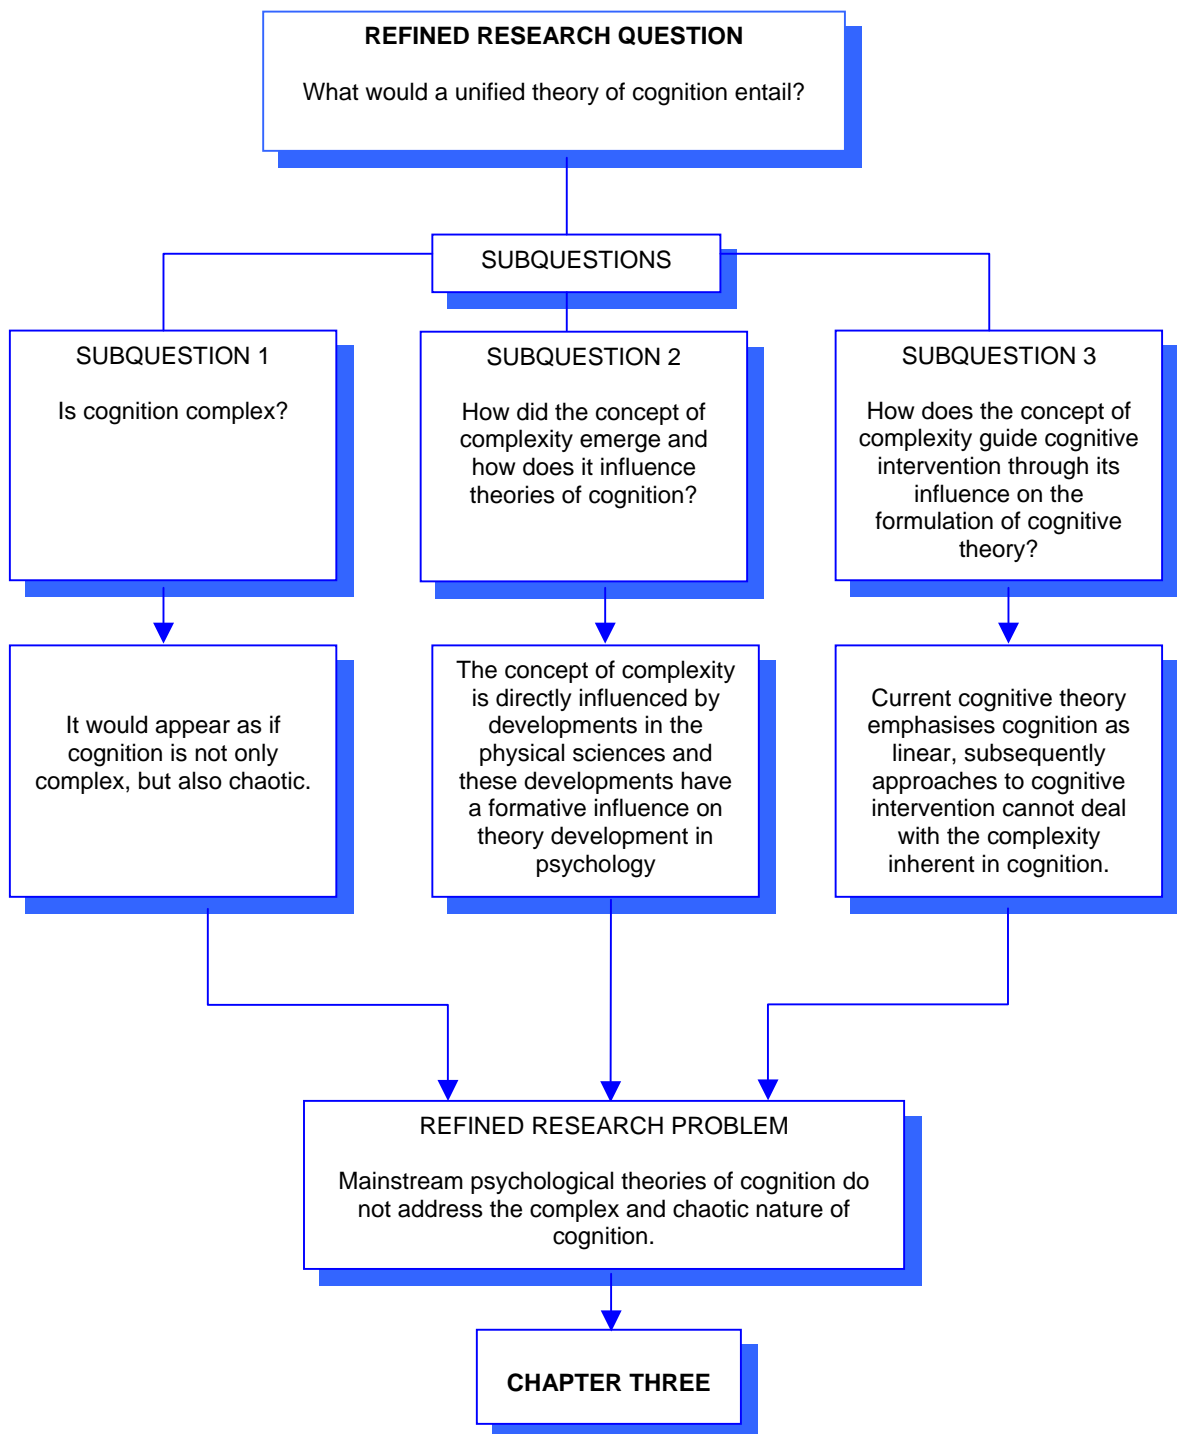 REFINED RESEARCH QUESTION
What would a unified theory of cognition entail?
SUBQUESTIONS
SUBQUESTION 1
Is cognition complex?
SUBQUESTION 2
How did the concept of
complexity emerge and
how does it influence
theories of cognition?
SUBQUESTION 3
How does the concept of
complexity guide cognitive
intervention through its
influence on the
formulation of cognitive
theory?
It would appear as if
cognition is not only
complex, but also chaotic.
The concept of complexity
is directly influenced by
developments in the
physical sciences and
these developments have
a formative influence on
theory development in
psychology
Current cognitive theory
emphasises cognition as
linear, subsequently
approaches to cognitive
intervention cannot deal
with the complexity
inherent in cognition.
REFINED RESEARCH PROBLEM
Mainstream psychological theories of cognition do
not address the complex and chaotic nature of
cognition.
CHAPTER THREE